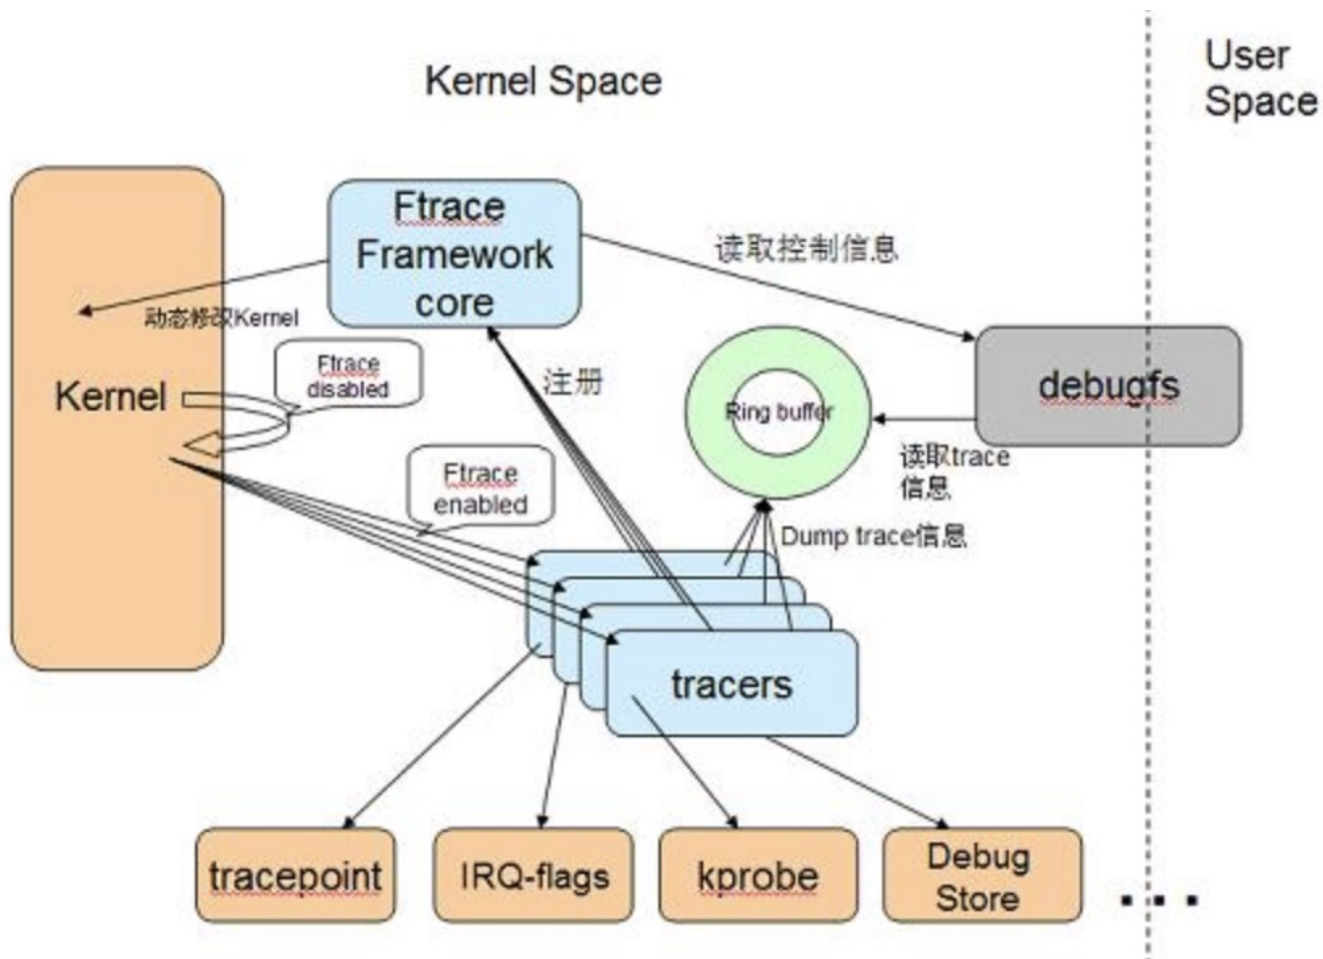 Kernel Space
User
Space
Ftrace
Framework
core
读取控制信息
动态修改Kernel
Ftrace
disabled
注册
Kernel
Ring buffer
debugfs
读取trace
信息
Ftrace
enabled
Dump trace信息
tracers
tracepoint
IRQ-flags
kprobe
Debug
Store
...